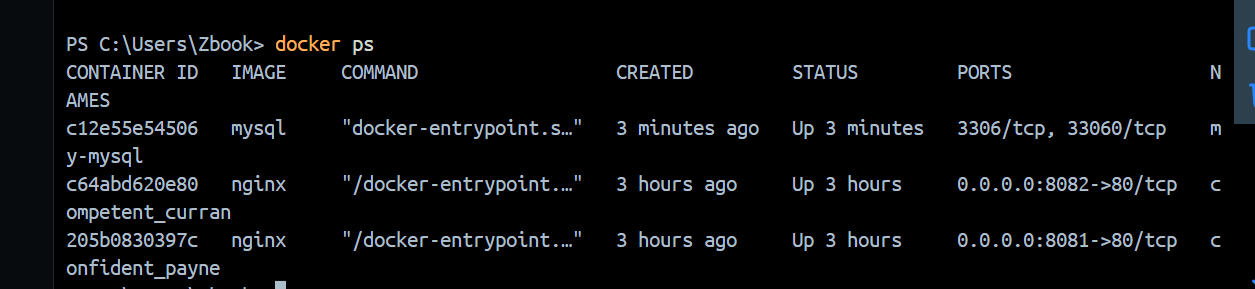 PS C:\Users\Zbook> docker ps
CONTAINER ID   IMAGE     COMMAND                  CREATED         STATUS         PORTS                  N
AMES
c12e55e54506   mysql     "docker-entrypoint.s…"   3 minutes ago   Up 3 minutes   3306/tcp, 33060/tcp    m
y-mysql
c64abd620e80   nginx     "/docker-entrypoint.…"   3 hours ago     Up 3 hours     0.0.0.0:8082->80/tcp   c
ompetent_curran
205b0830397c   nginx     "/docker-entrypoint.…"   3 hours ago     Up 3 hours     0.0.0.0:8081->80/tcp   c
onfident_payne